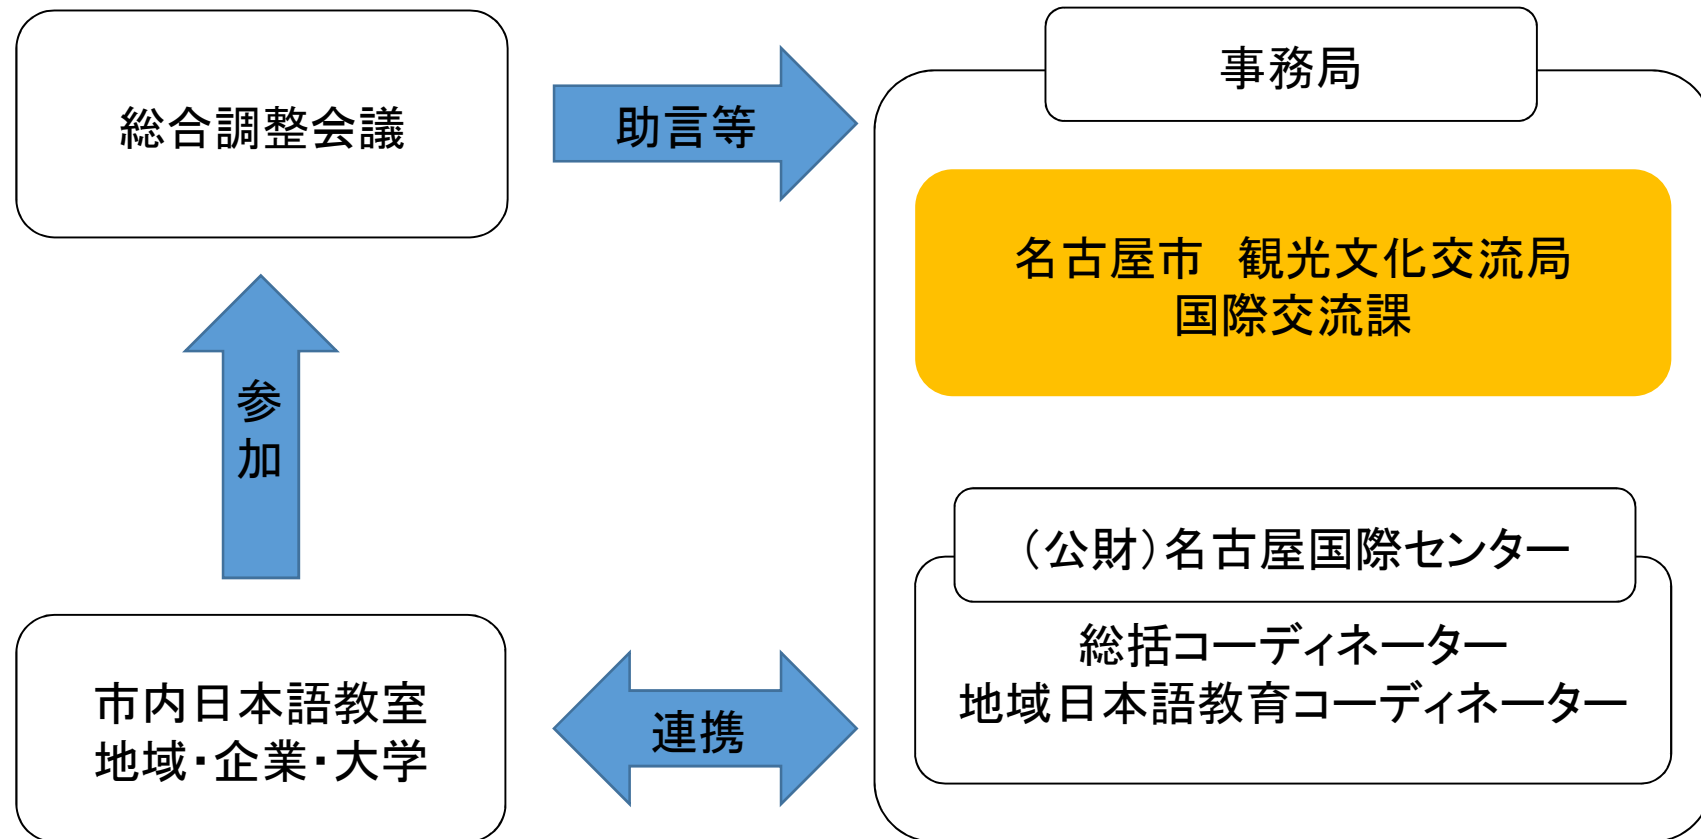 総合調整会議
助言等
事務局
名古屋市　観光文化交流局
国際交流課
参
加
（公財）名古屋国際センター
総括コーディネーター
地域日本語教育コーディネーター
市内日本語教室
地域・企業・大学
連携